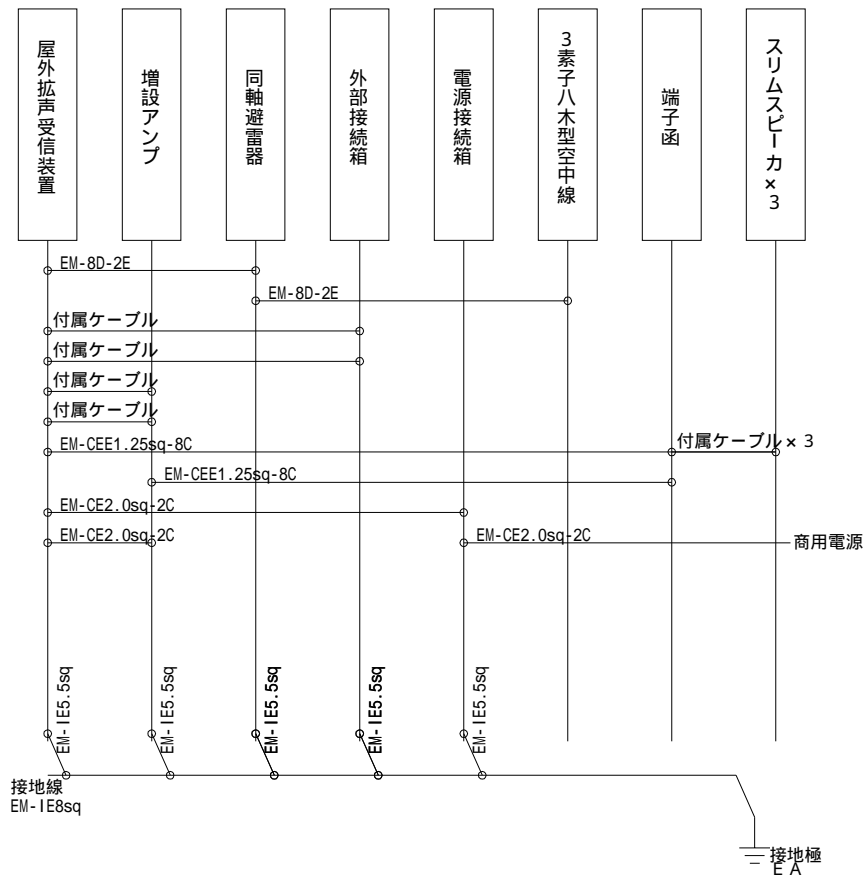 屋外拡声受信装置
増設アンプ
同軸避雷器
外部接続箱
電源接続箱
3素子八木型空中線
端子函
スリムスピーカ×3
EM-8D-2E
EM-8D-2E
付属ケーブル
付属ケーブル
付属ケーブル
付属ケーブル
EM-CEE1.25sq-8C
付属ケーブル×3
EM-CEE1.25sq-8C
EM-CE2.0sq-2C
EM-CE2.0sq-2C
EM-CE2.0sq-2C
商用電源
EM-IE5.5sq
EM-IE5.5sq
EM-IE5.5sq
EM-IE5.5sq
EM-IE5.5sq
接地線
EM-IE8sq
接地極
EA